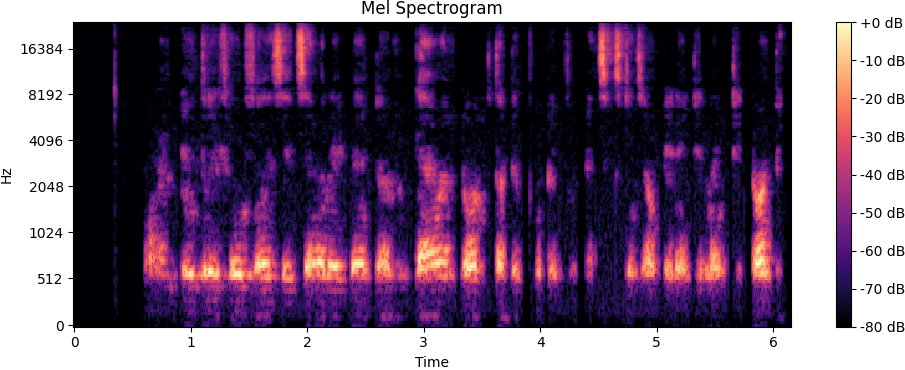 Mel Spectrogram
Hz
16384
8192
4096
2048
1024
512
0
0 1 2 3 4 5 6
Time
+0 dB
-10 dB
-20 dB
-30 dB
-40 dB
-50 dB
-60 dB
-70 dB
-80 dB